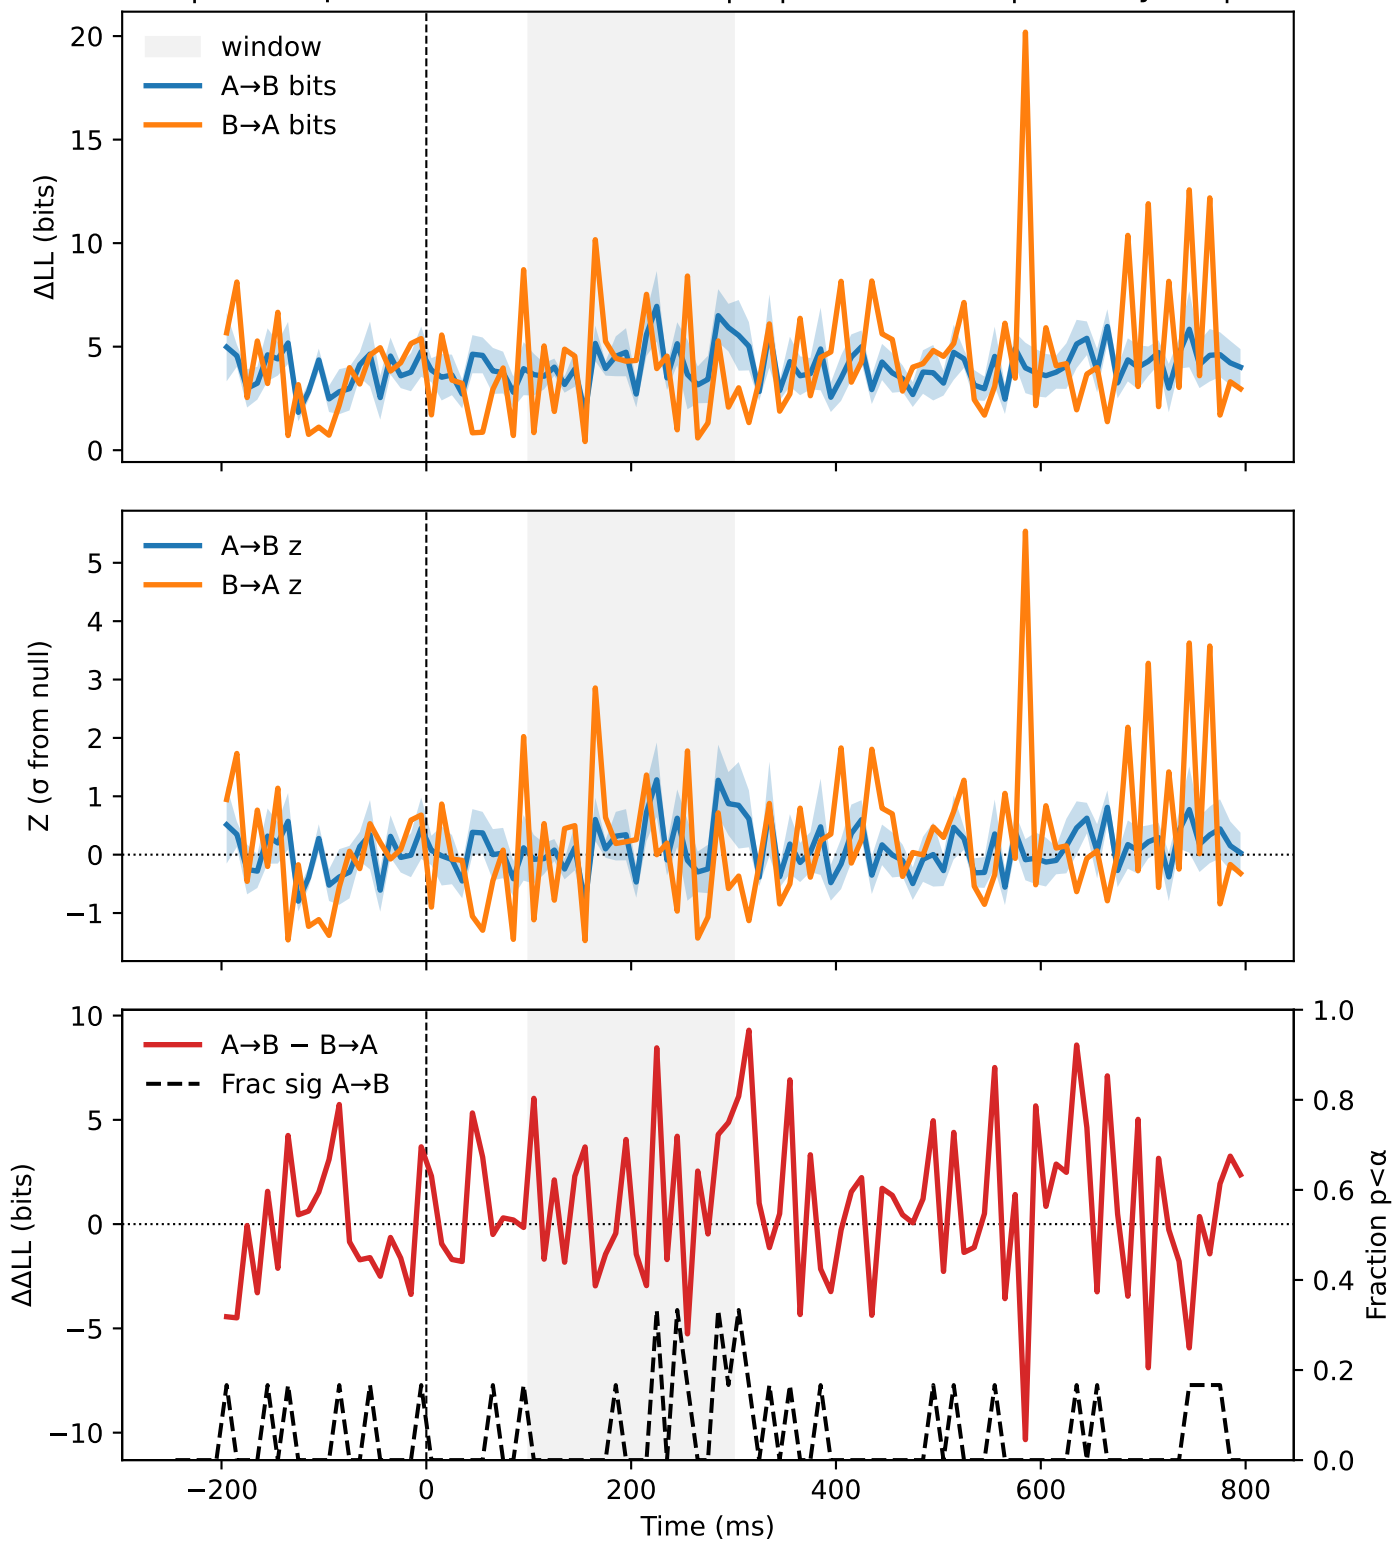 window
A→B bits
B→A bits
ΔLL (bits)
20
15
10
5
0
A→B z
B→A z
Z (σ from null)
5
4
3
2
1
0
−1
A→B − B→A
Frac sig A→B
ΔΔLL (bits)
10
5
0
−5
−10
1.0
0.8
0.6
0.4
0.2
0.0
Fraction p<α
−200
0
200
400
600
800
Time (ms)